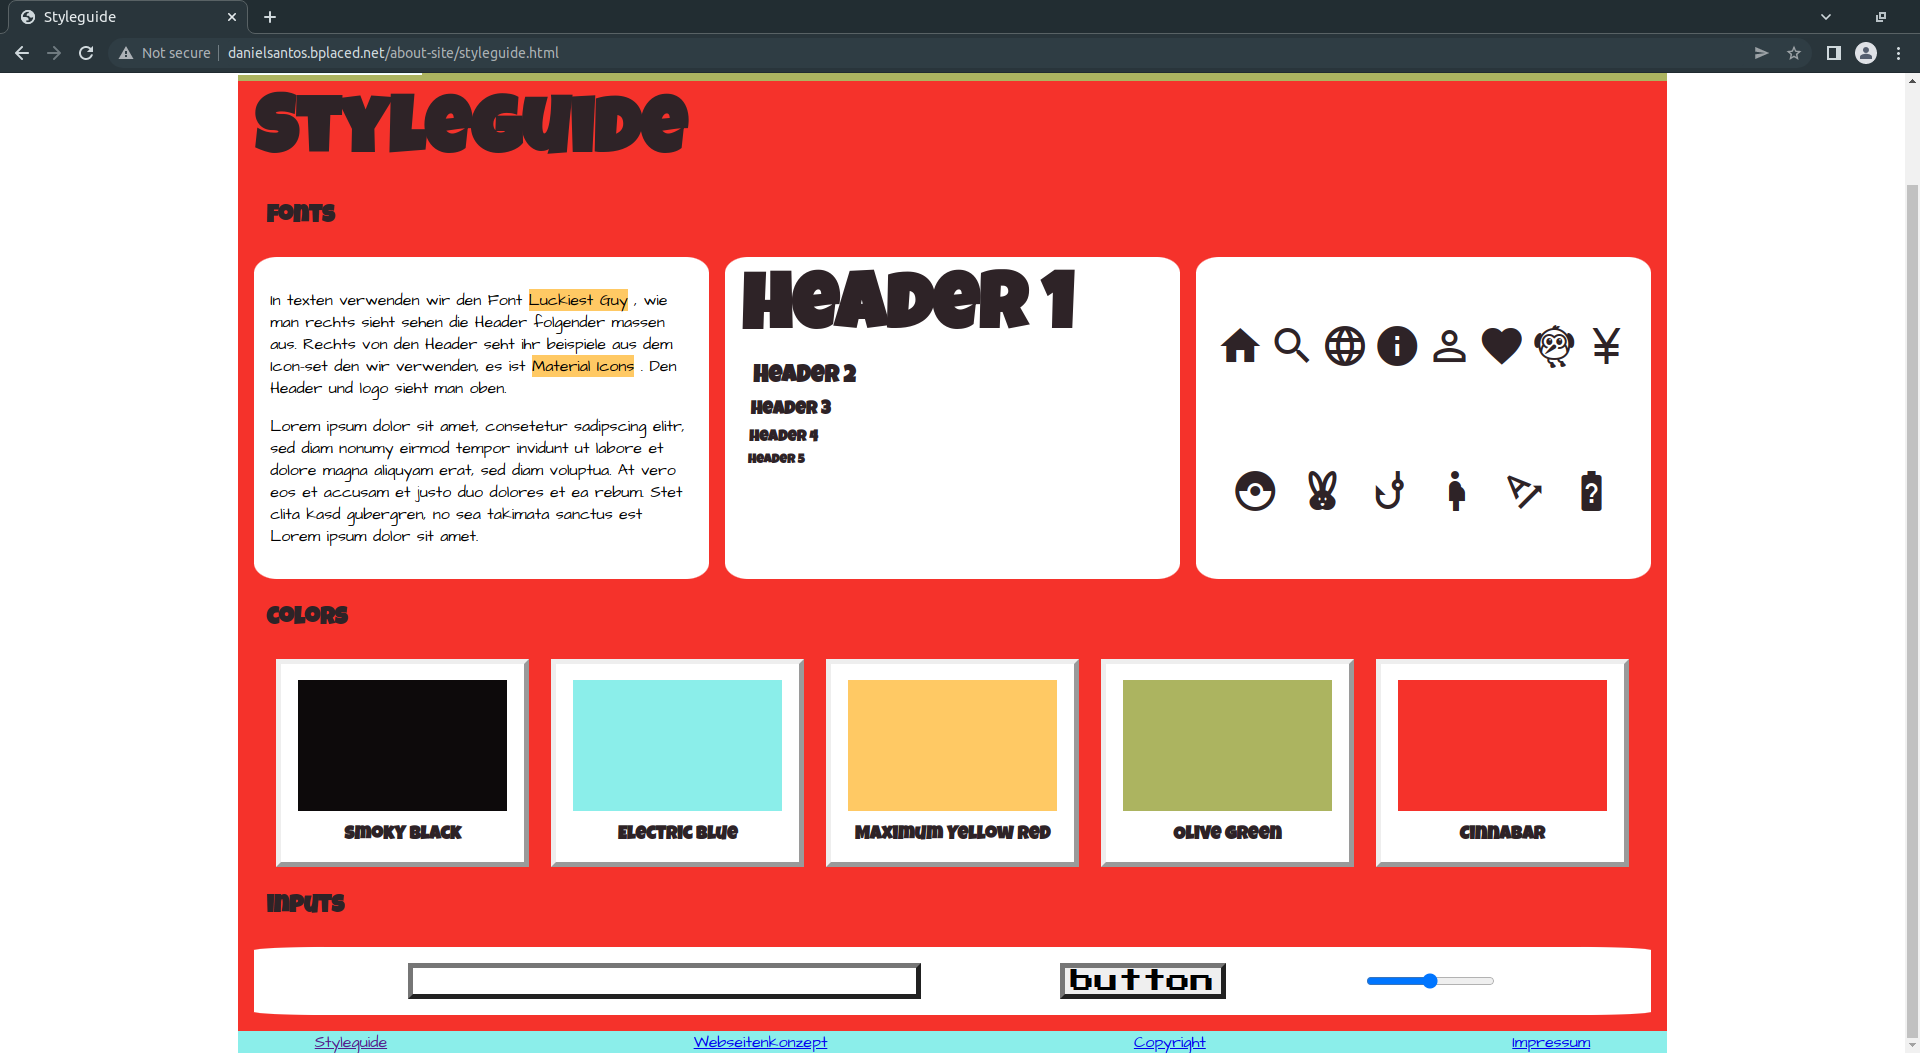 Styleguide
Not secure
danielsantos.bplaced.net/about-site/styleguide.html
Styleguide
Fonts
In texten verwenden wir den Font Luckiest Guy , wie
man rechts sieht sehen die Header folgender massen
aus. Rechts von den Header seht ihr beispiele aus dem
Icon-set den wir verwenden, es ist Material Icons . Den
Header und logo sieht man oben.
Lorem ipsum dolor sit amet, consetetur sadipscing elitr,
sed diam nonumy eirmod tempor invidunt ut labore et
dolore magna aliquyam erat, sed diam voluptua. At vero
eos et accusam et justo duo dolores et ea rebum. Stet
clita kasd gubergren, no sea takimata sanctus est
Lorem ipsum dolor sit amet.
Header 1
Header 2
Header 3
Header 4
Header 5
Colors
Smoky Black
Electric Blue
Maximum Yellow Red
Olive Green
Cinnabar
Inputs
button
Styleguide
Webseitenkonzept
Copyright
Impressum